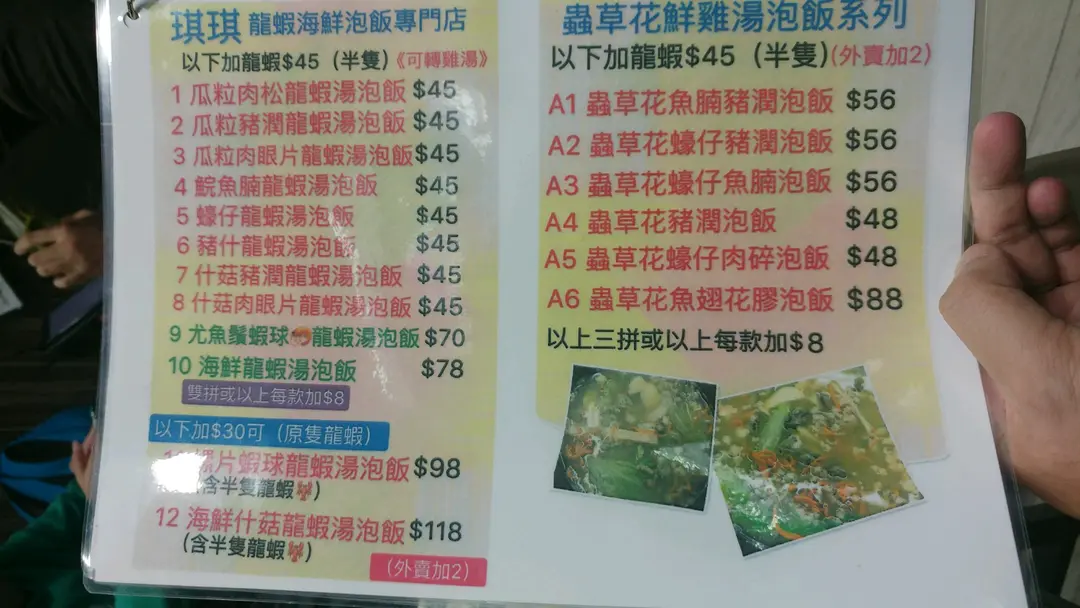 琪琪龍蝦海鮮泡飯專門店
以下加龍蝦$45（半隻）《可轉雞湯》
1 瓜粒肉松龍蝦湯泡飯 $45
2 瓜粒豬潤龍蝦湯泡飯 $45
3 瓜粒肉眼片龍蝦湯泡飯 $45
4 鯇魚腩龍蝦湯泡飯 $45
5 蠔仔龍蝦湯泡飯 $45
6 豬什龍蝦湯泡飯 $45
7 什菇豬潤龍蝦湯泡飯 $45
8 什菇肉眼片龍蝦湯泡飯 $45
9 尤魚鬚蝦球龍蝦湯泡飯 $70
10 海鮮龍蝦湯泡飯 $78
雙拼或以上每款加$8
以下加$30可（原隻龍蝦）
片蝦球龍蝦湯泡飯 $98
含半隻龍蝦)
12 海鮮什菇龍蝦湯泡飯 $118
(含半隻龍蝦)
（外賣加2）
蟲草花鮮雞湯泡飯系列
以下加龍蝦$45（半隻）(外賣加2)
A1 蟲草花魚腩豬潤泡飯 $56
A2 蟲草花蠔仔豬潤泡飯 $56
A3 蟲草花蠔仔魚腩泡飯 $56
A4 蟲草花豬潤泡飯 $48
A5 蟲草花蠔仔肉碎泡飯 $48
A6 蟲草花魚翅花膠泡飯 $88
以上三拼或以上每款加$8